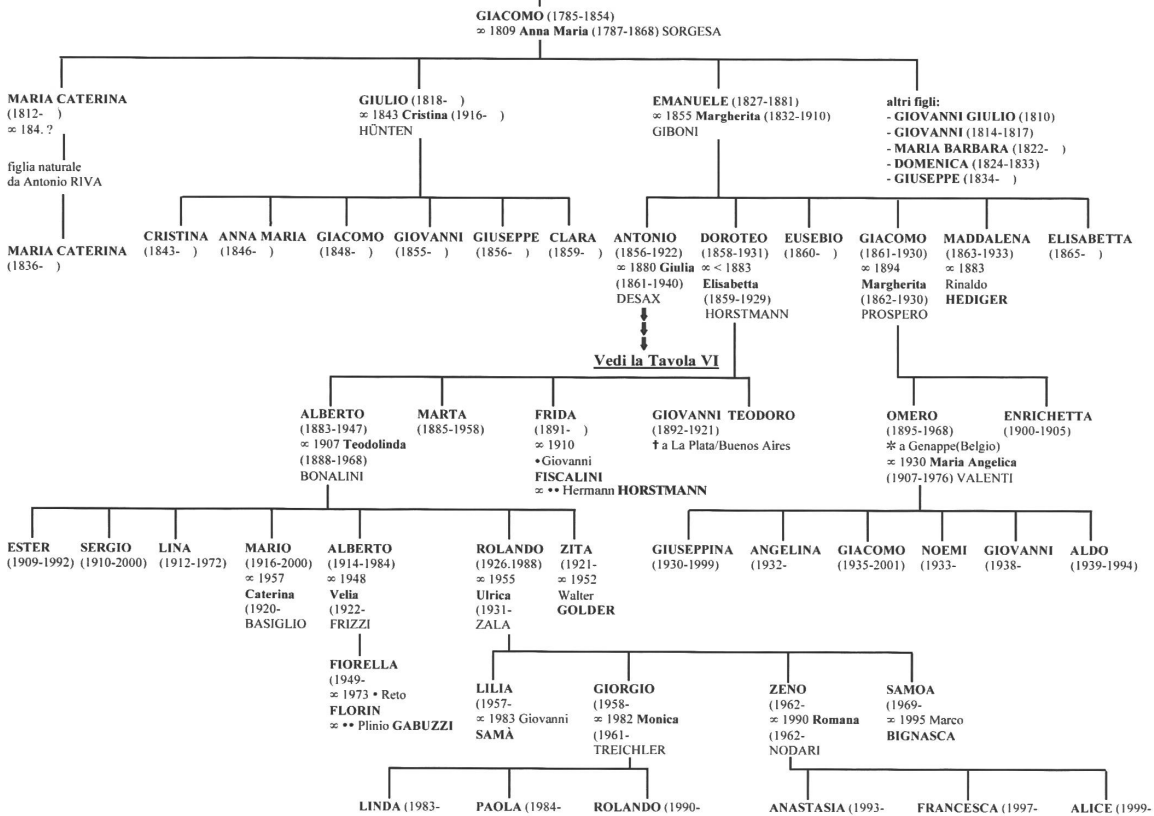 GIACOMO (1785-1854)
∞ 1809 Anna Maria (1787-1868) SORGESA
MARIA CATERINA
(1812- )
∞ 184. ?
figlia naturale
da Antonio RIVA
MARIA CATERINA
(1836- )
GIULIO (1818- )
∞ 1843 Cristina (1916- )
HÜNTEN
EMANUELE (1827-1881)
∞ 1855 Margherita (1832-1910)
GIBONI
altri figli:
- GIOVANNI GIULIO (1810)
- GIOVANNI (1814-1817)
- MARIA BARBARA (1822- )
- DOMENICA (1824-1833)
- GIUSEPPE (1834- )
CRISTINA
(1843- )
ANNA MARIA
(1846- )
GIACOMO
(1848- )
GIOVANNI
(1855- )
GIUSEPPE
(1856- )
CLARA
(1859- )
ANTONIO
(1856-1922)
∞ 1880 Giulia
(1861-1940)
DESAX
Vedi la Tavola VI
DOROTEO
(1858-1931)
∞ < 1883
Elisabetta
(1859-1929)
HORSTMANN
EUSEBIO
(1860- )
GIACOMO
(1861-1930)
∞ 1894
Margherita
(1862-1930)
PROSPERO
MADDALENA
(1863-1933)
∞ 1883
Rinaldo
HEDIGER
ELISABETTA
(1865- )
ALBERTO
(1883-1947)
∞ 1907 Teodolinda
(1888-1968)
BONALINI
MARTA
(1885-1958)
FRIDA
(1891- )
∞ 1910
•Giovanni
FISCALINI
∞ •• Hermann HORSTMANN
GIOVANNI TEODORO
(1892-1921)
✝ a La Plata/Buenos Aires
OMERO
(1895-1968)
✻ a Genappe(Belgio)
∞ 1930 Maria Angelica
(1907-1976) VALENTI
ENRICHETTA
(1900-1905)
ESTER
(1909-1992)
SERGIO
(1910-2000)
LINA
(1912-1972)
MARIO
(1916-2000)
∞ 1957
Caterina
(1920-
BASIGLIO
ALBERTO
(1914-1984)
∞ 1948
Velia
(1922-
FRIZZI
ROLANDO
(1926.1988)
∞ 1955
Ulrica
(1931-
ZALA
ZITA
(1921-
∞ 1952
Walter
GOLDER
GIUSEPPINA
(1930-1999)
ANGELINA
(1932-
GIACOMO
(1935-2001)
NOEMI
(1933-
GIOVANNI
(1938-
ALDO
(1939-1994)
FIORELLA
(1949-
∞ 1973 • Reto
FLORIN
∞ •• Plinio GABUZZI
LILIA
(1957-
∞ 1983 Giovanni
SAMÀ
GIORGIO
(1958-
∞ 1982 Monica
(1961-
TREICHLER
ZENO
(1962-
∞ 1990 Romana
(1962-
NODARI
SAMOA
(1969-
∞ 1995 Marco
BIGNASCA
LINDA (1983-
PAOLA (1984-
ROLANDO (1990-
ANASTASIA (1993-
FRANCESCA (1997-
ALICE (1999-